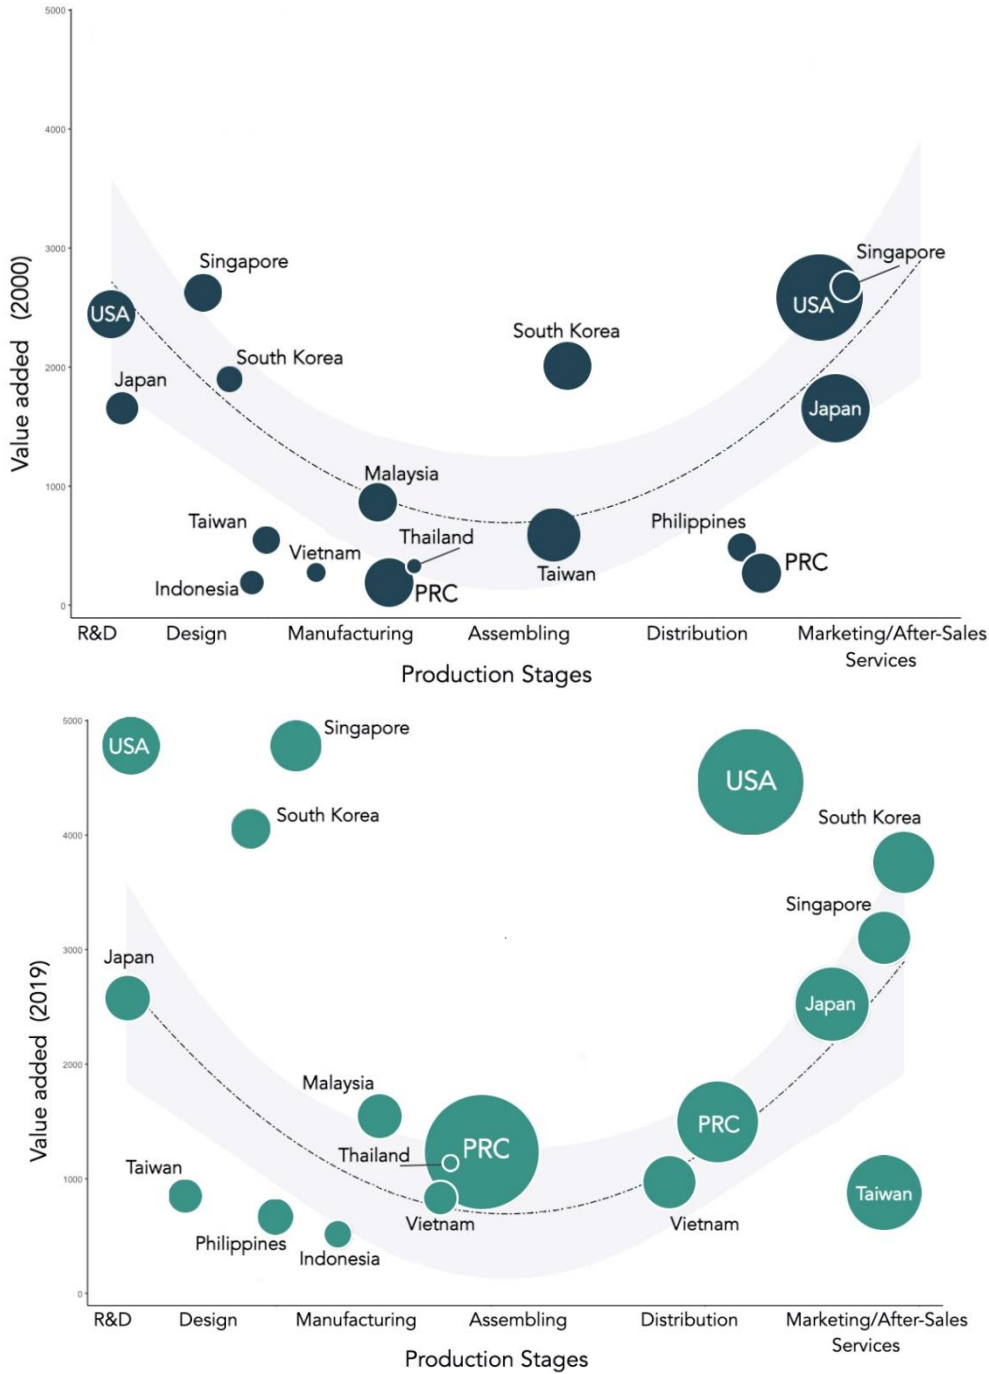 5000
4000
3000
2000
1000
0
Value added (2000)
Singapore
USA
South Korea
Japan
Taiwan
Indonesia
Vietnam
Malaysia
Thailand
PRC
South Korea
Taiwan
Philippines
PRC
Singapore
USA
Japan
R&D Design Manufacturing Assembling Distribution Marketing/After-Sales
Services
Production Stages
5000
4000
3000
2000
1000
0
Value added (2019)
USA
Singapore
South Korea
Japan
Taiwan
Philippines
Indonesia
Malaysia
Thailand
PRC
Vietnam
PRC
Vietnam
USA
South Korea
Singapore
Japan
Taiwan
R&D Design Manufacturing Assembling Distribution Marketing/After-Sales
Services
Production Stages